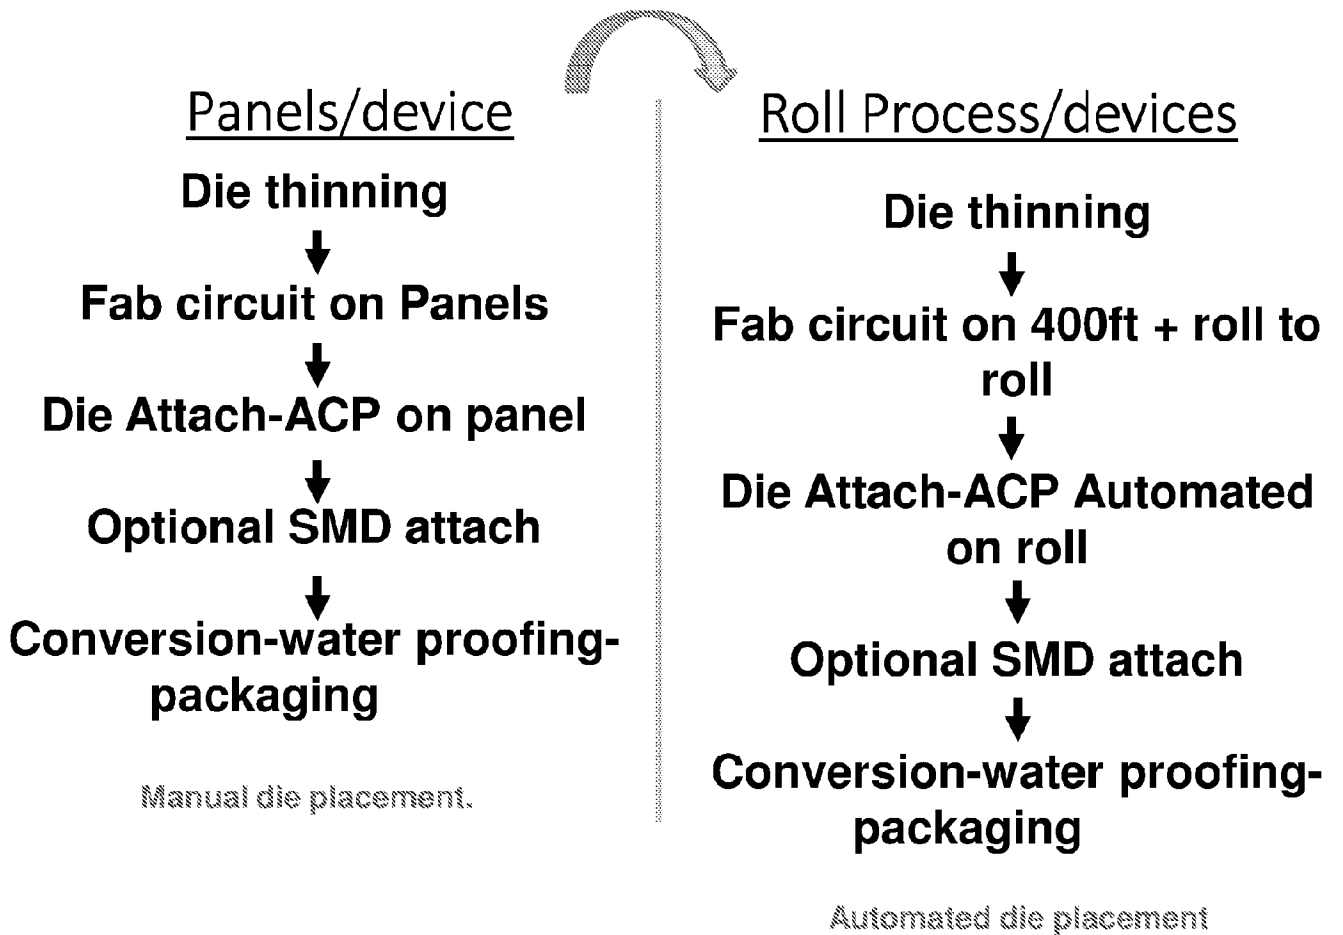 Panels/device
Die thinning
Fab circuit on Panels
Die Attach-ACP on panel
Optional SMD attach
Conversion-water proofing-
packaging
Manual die placement.
Roll Process/devices
Die thinning
Fab circuit on 400ft + roll to
roll
Die Attach-ACP Automated
on roll
Optional SMD attach
Conversion-water proofing-
packaging
Automated die placement